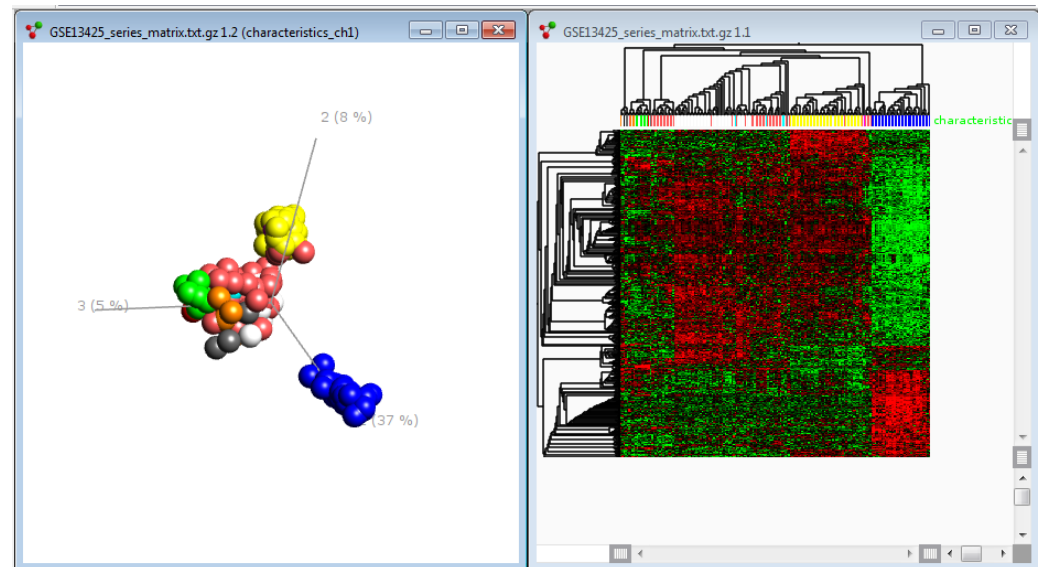 GSE13425_series_matrix.txt.gz 1.2 (characteristics_ch1)
2 (8 %)
3 (5 %)
(37 %)
GSE13425_series_matrix.txt.gz 1.1
characteristic